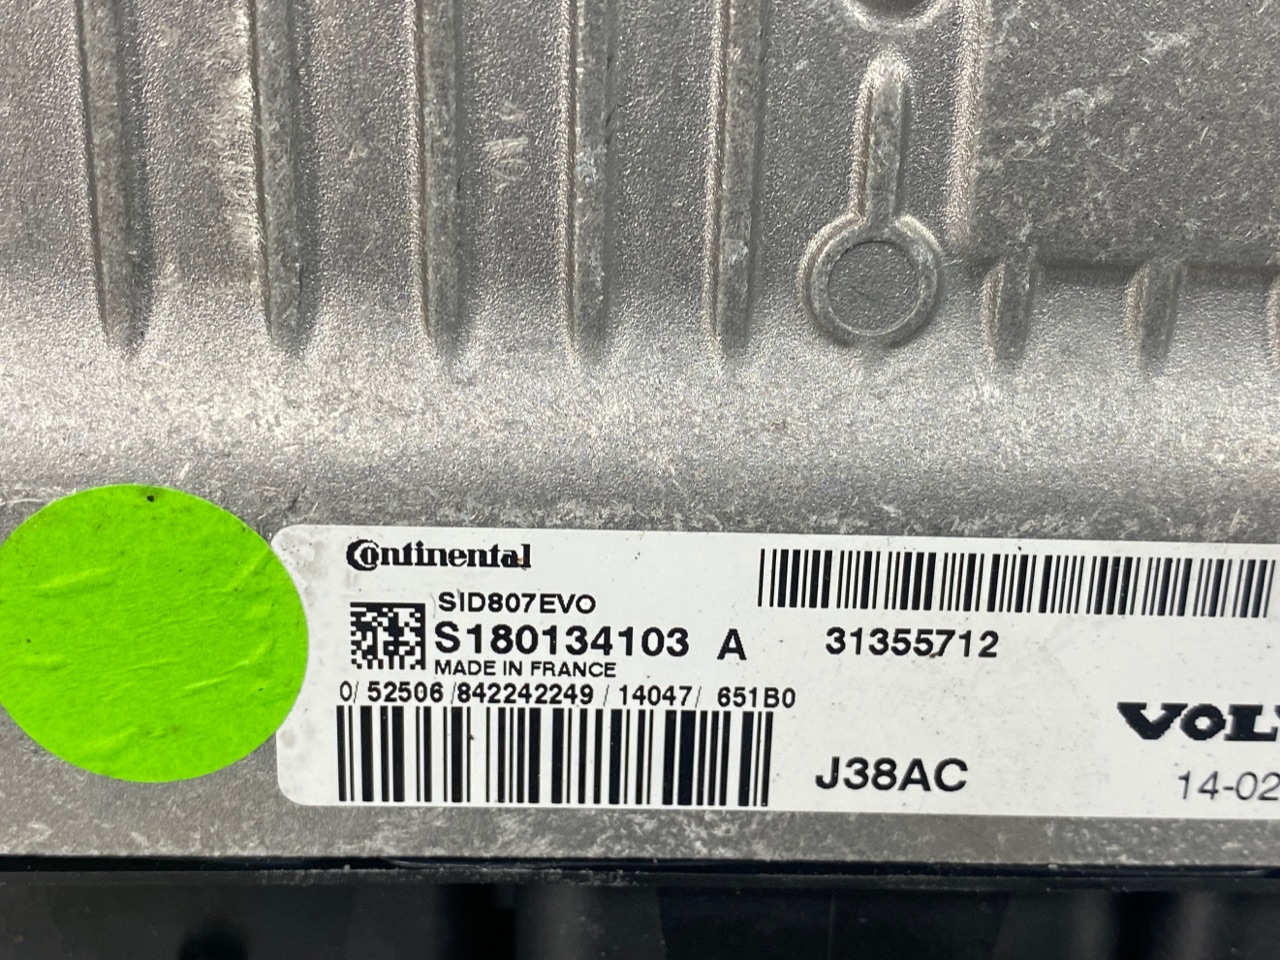 Continental
SID807EVO
S180134103 A
31355712
MADE IN FRANCE
0/ 52506 /842242249 / 14047/ 651B0
J38AC